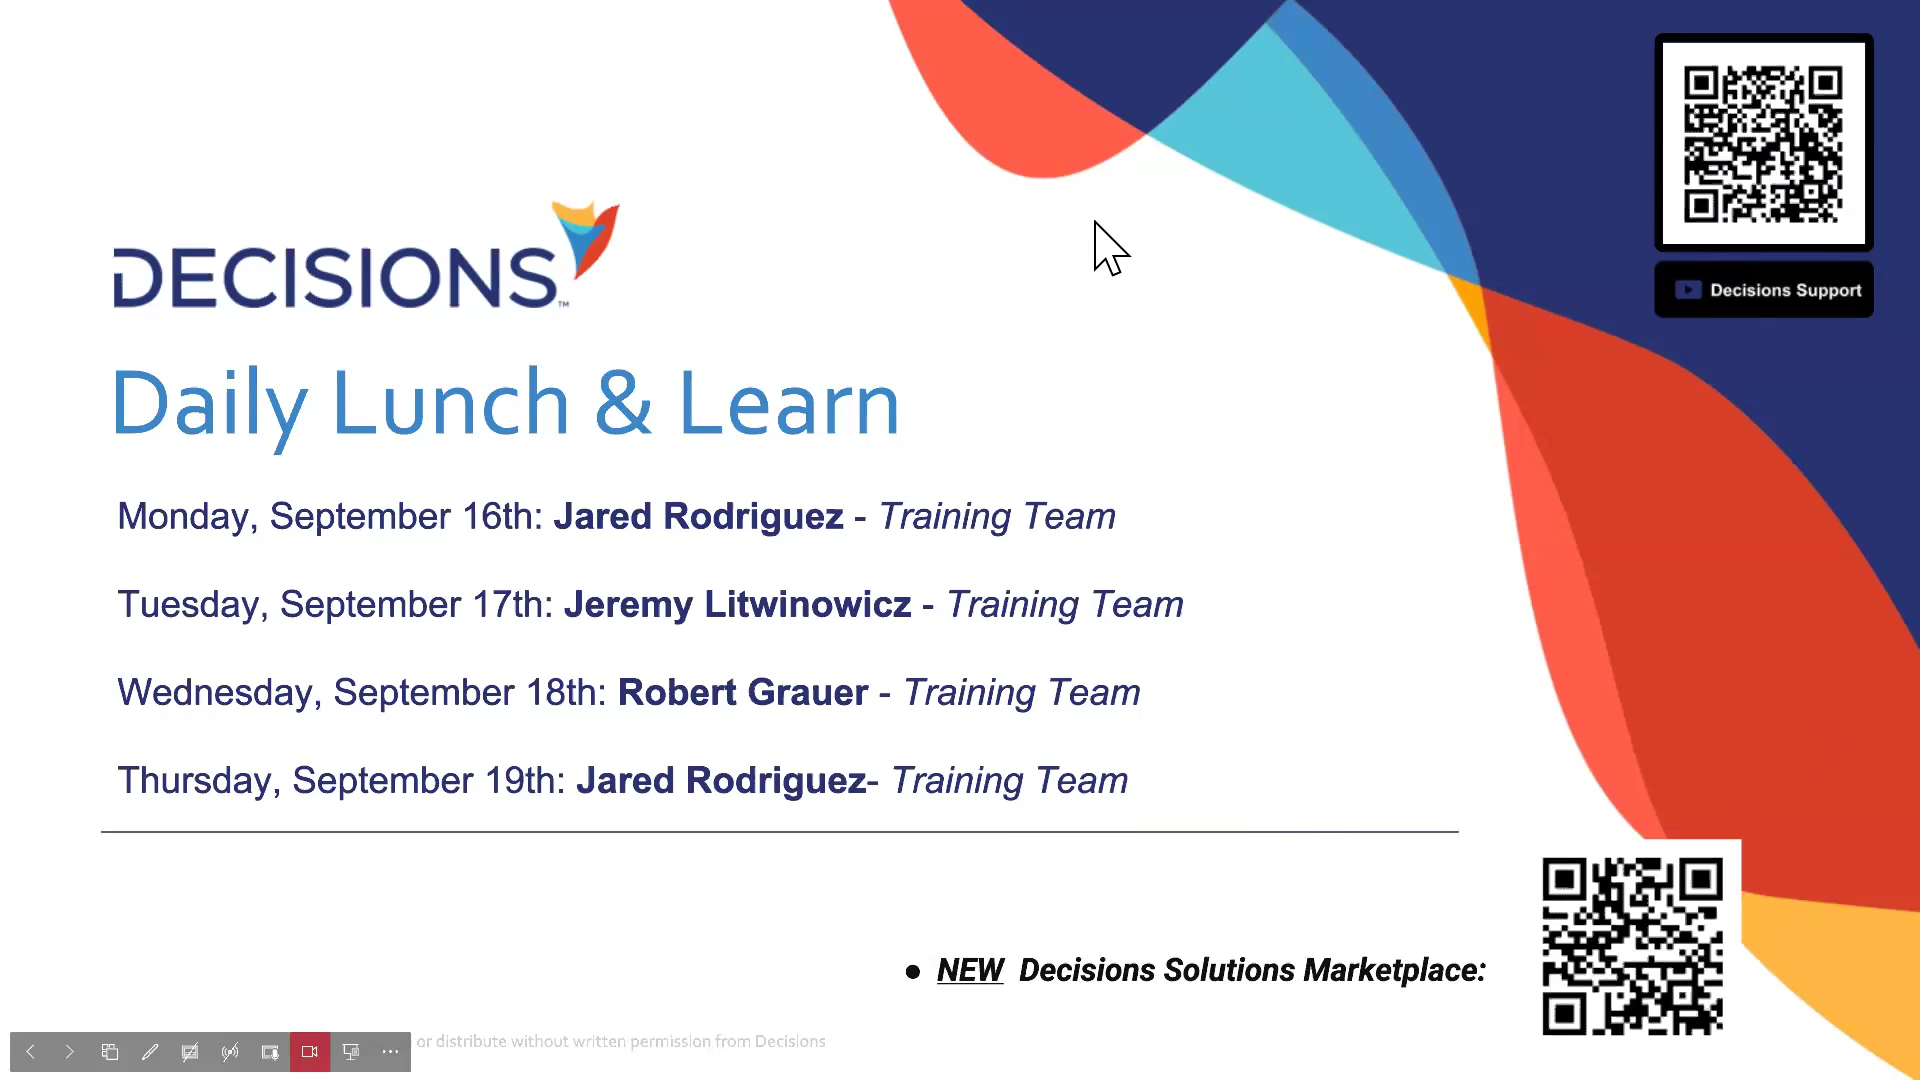 Decisions Support
DECISIONS™
Daily Lunch & Learn
Monday, September 16th: Jared Rodriguez - Training Team
Tuesday, September 17th: Jeremy Litwinowicz - Training Team
Wednesday, September 18th: Robert Grauer - Training Team
Thursday, September 19th: Jared Rodriguez- Training Team
● NEW Decisions Solutions Marketplace:
or distribute without written permission from Decisions